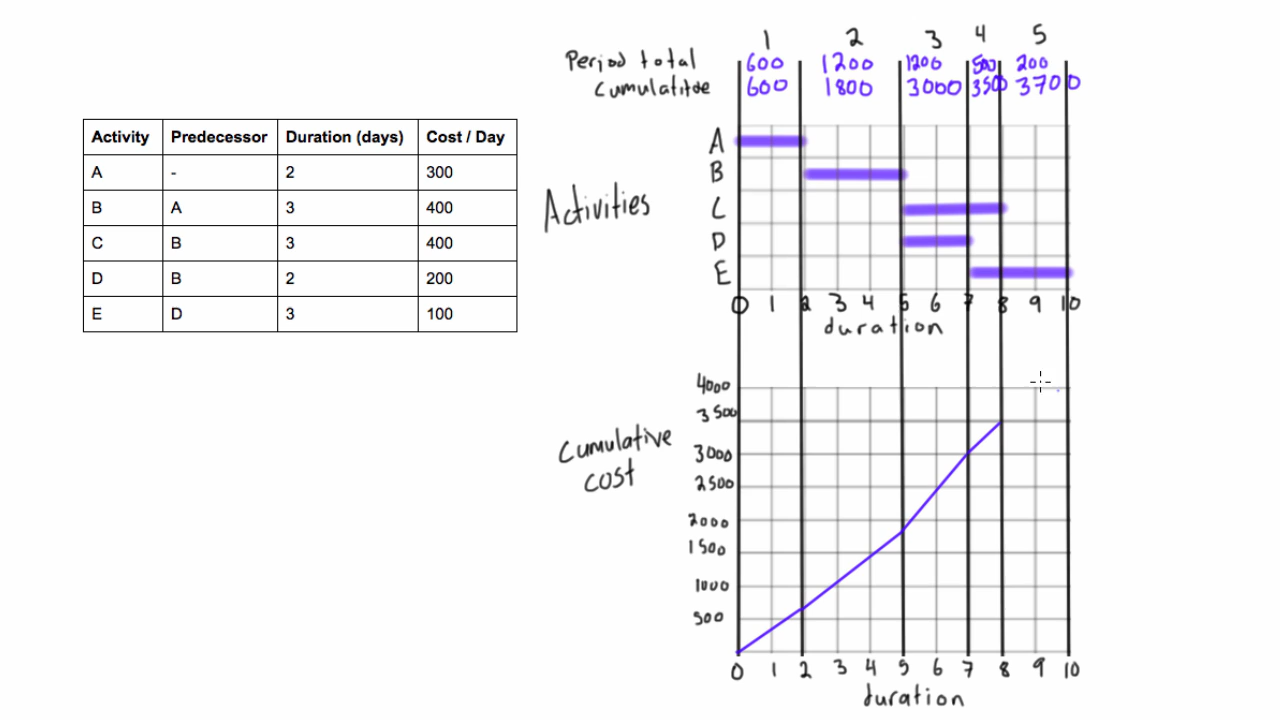 Activity Predecessor Duration (days) Cost / Day
A - 2 300
B A 3 400
C B 3 400
D B 2 200
E D 3 100
1 2 3 4 5
Period total 600 1200 1200 500 200
Cumulatitve 600 1800 3000 3500 3700
Activities
A
B
C
D
E
0 1 2 3 4 5 6 7 8 9 10
duration
Cumulative
cost
4000
3500
3000
2500
2000
1500
1000
500
0 1 2 3 4 5 6 7 8 9 10
duration